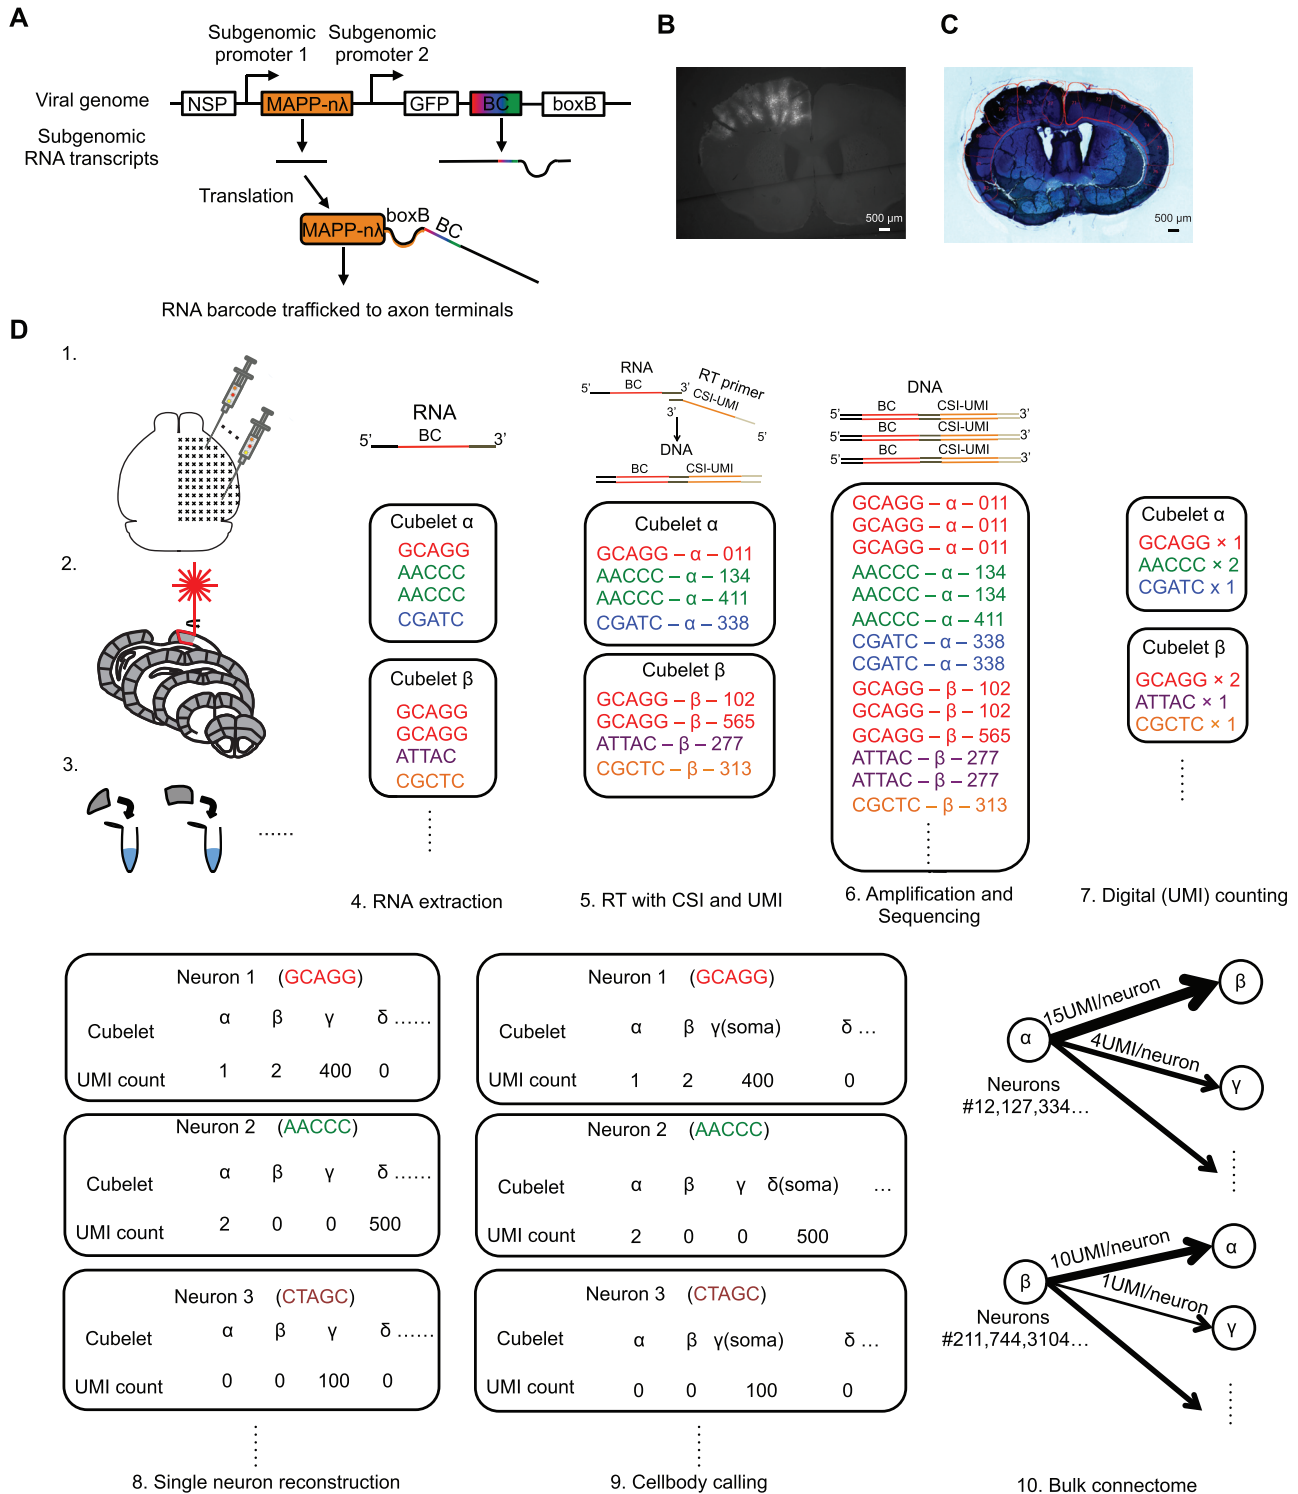 A
Subgenomic
promoter 1
Subgenomic
promoter 2
Viral genome
NSP
MAPP-nλ
GFP
BC
boxB
Subgenomic
RNA transcripts
Translation
MAPP-nλ
boxB
BC
RNA barcode trafficked to axon terminals
B
500 µm
C
500 µm
D
1.
2.
3.
......
RNA
5’
BC
3’
Cubelet α
GCAGG
AACCC
AACCC
CGATC
Cubelet β
GCAGG
GCAGG
ATTAC
CGCTC
4. RNA extraction
RNA
5’
BC
3’
RT primer
CSI-UMI
3’
5’
DNA
BC
CSI-UMI
Cubelet α
GCAGG – α – 011
AACCC – α – 134
AACCC – α – 411
CGATC – α – 338
Cubelet β
GCAGG – β – 102
GCAGG – β – 565
ATTAC – β – 277
CGCTC – β – 313
5. RT with CSI and UMI
DNA
BC CSI-UMI
5’ 3’
BC CSI-UMI
5’ 3’
BC CSI-UMI
5’ 3’
GCAGG – α – 011
GCAGG – α – 011
GCAGG – α – 011
AACCC – α – 134
AACCC – α – 134
AACCC – α – 411
CGATC – α – 338
CGATC – α – 338
GCAGG – β – 102
GCAGG – β – 102
GCAGG – β – 565
ATTAC – β – 277
ATTAC – β – 277
CGCTC – β – 313
6. Amplification and
Sequencing
Cubelet α
GCAGG × 1
AACCC × 2
CGATC x 1
Cubelet β
GCAGG × 2
ATTAC × 1
CGCTC × 1
7. Digital (UMI) counting
Neuron 1 (GCAGG)
Cubelet α β γ δ ......
UMI count 1 2 400 0
Neuron 2 (AACCC)
Cubelet α β γ δ ......
UMI count 2 0 0 500
Neuron 3 (CTAGC)
Cubelet α β γ δ ......
UMI count 0 0 100 0
8. Single neuron reconstruction
Neuron 1 (GCAGG)
Cubelet α β γ(soma) δ ...
UMI count 1 2 400 0
Neuron 2 (AACCC)
Cubelet α β γ δ(soma) ...
UMI count 2 0 0 500
Neuron 3 (CTAGC)
Cubelet α β γ(soma) δ ...
UMI count 0 0 100 0
9. Cellbody calling
α
15UMI/neuron
β
4UMI/neuron
γ
Neurons
#12,127,334...
β
10UMI/neuron
α
1UMI/neuron
γ
Neurons
#211,744,3104...
10. Bulk connectome